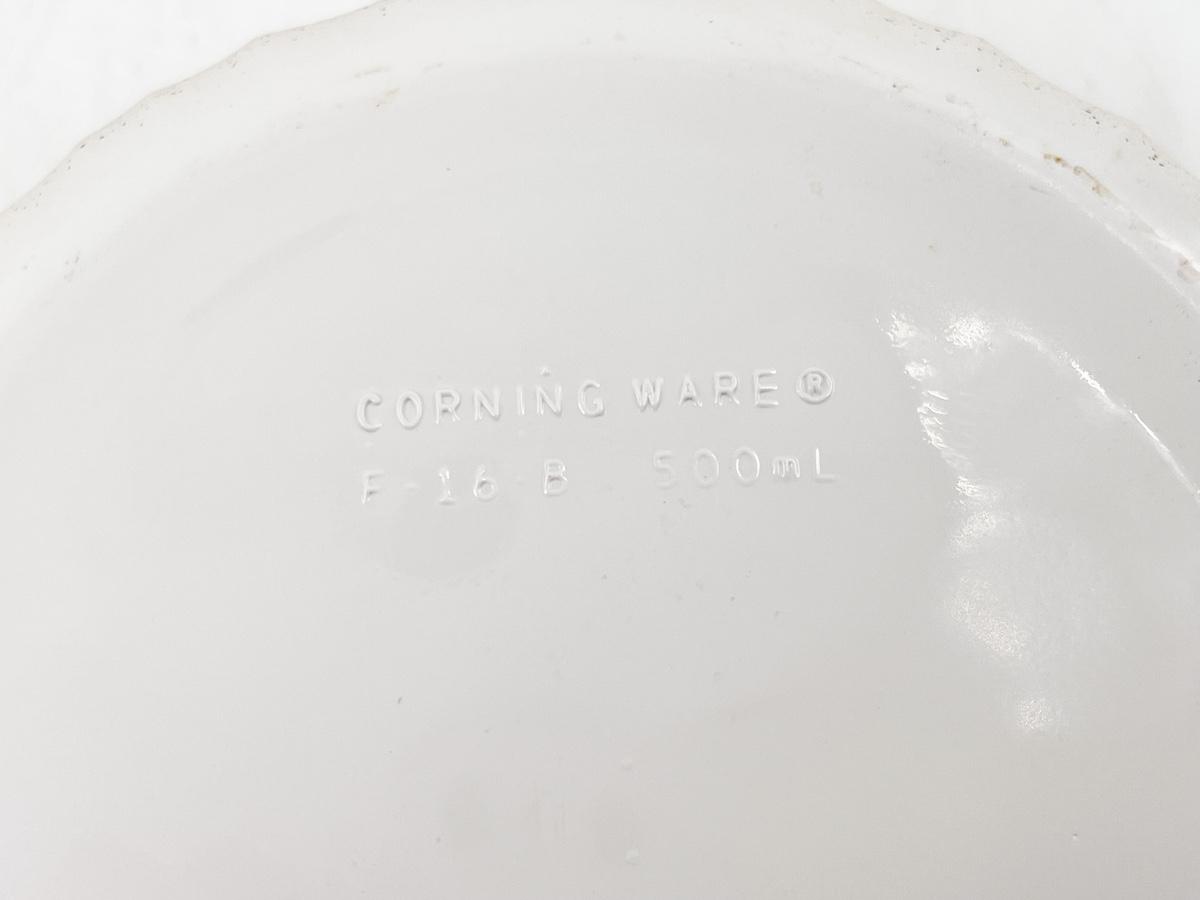 CORNING WARE®
F-16-B 500mL